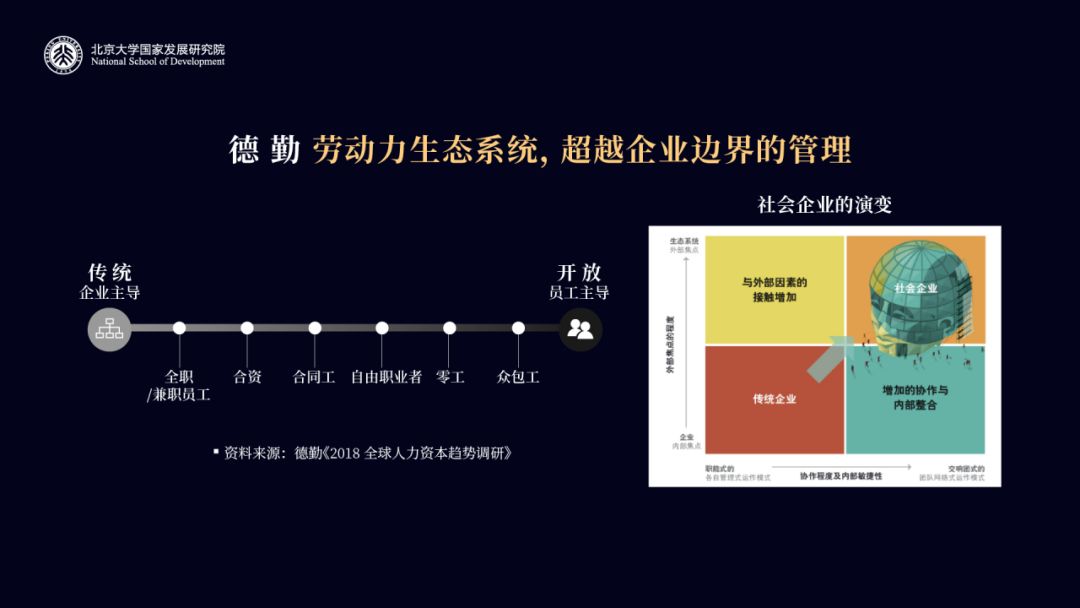 北京大学国家发展研究院
National School of Development
德勤 劳动力生态系统, 超越企业边界的管理
传统
企业主导
开放
员工主导
全职
/兼职员工
合资
合同工
自由职业者
零工
众包工
▪ 资料来源：德勤《2018 全球人力资本趋势调研》
社会企业的演变
生态系统
外部焦点
外部焦点的程度
企业
内部焦点
与外部因素的
接触增加
社会企业
传统企业
增加的协作与
内部整合
职能式的
各自管理式运作模式
协作程度及内部敏捷性
交响团式的
团队网络式运作模式